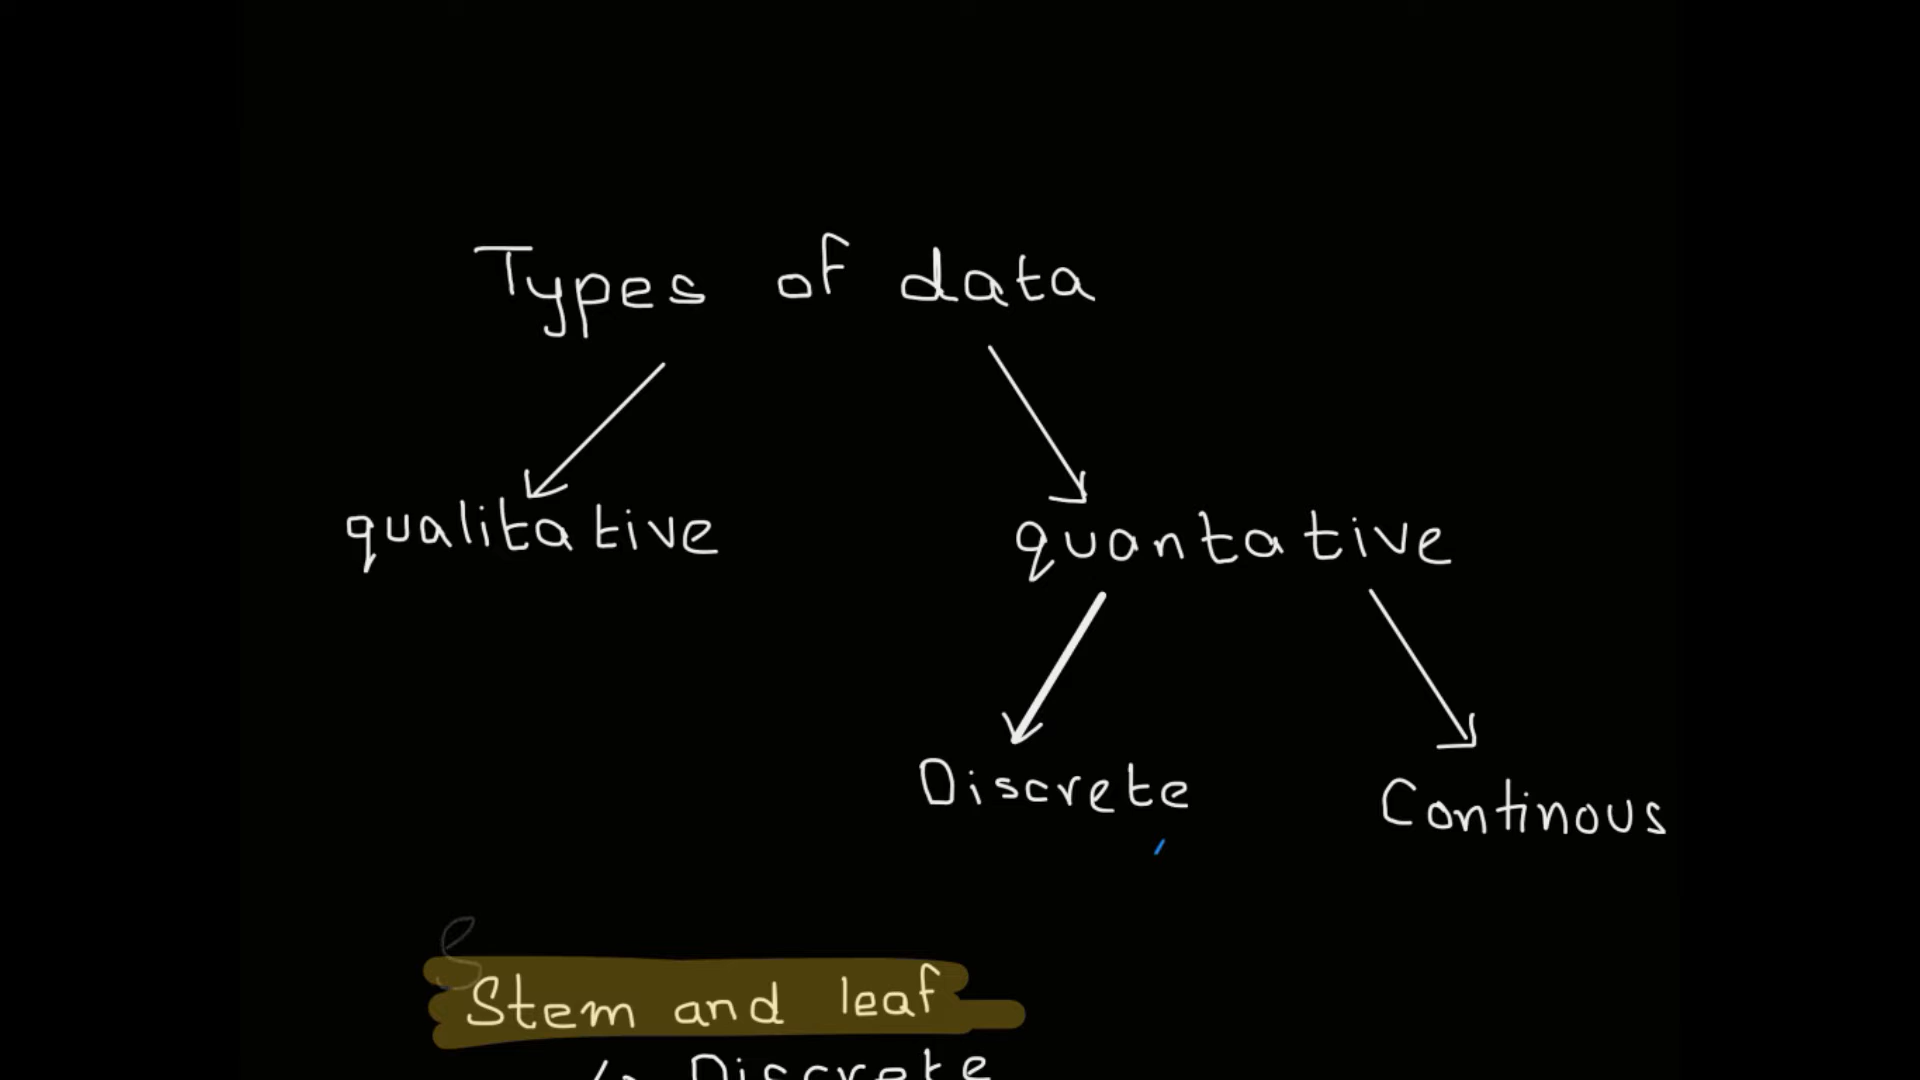 Types of data
qualitative quantative
Discrete Continous
Stem and leaf
↳ Discrete